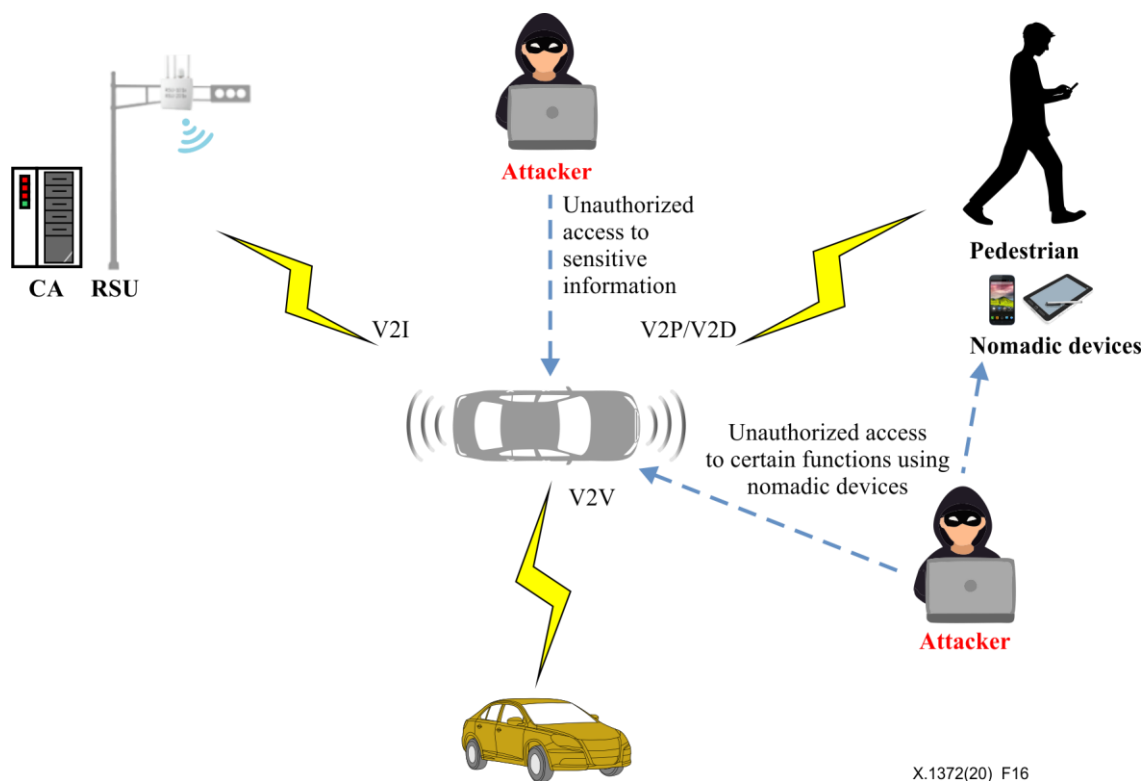 Attacker
Unauthorized
access to
sensitive
information
CA
RSU
Pedestrian
Nomadic devices
V2I
V2P/V2D
Unauthorized access
to certain functions using
nomadic devices
V2V
Attacker
X.1372(20)_F16